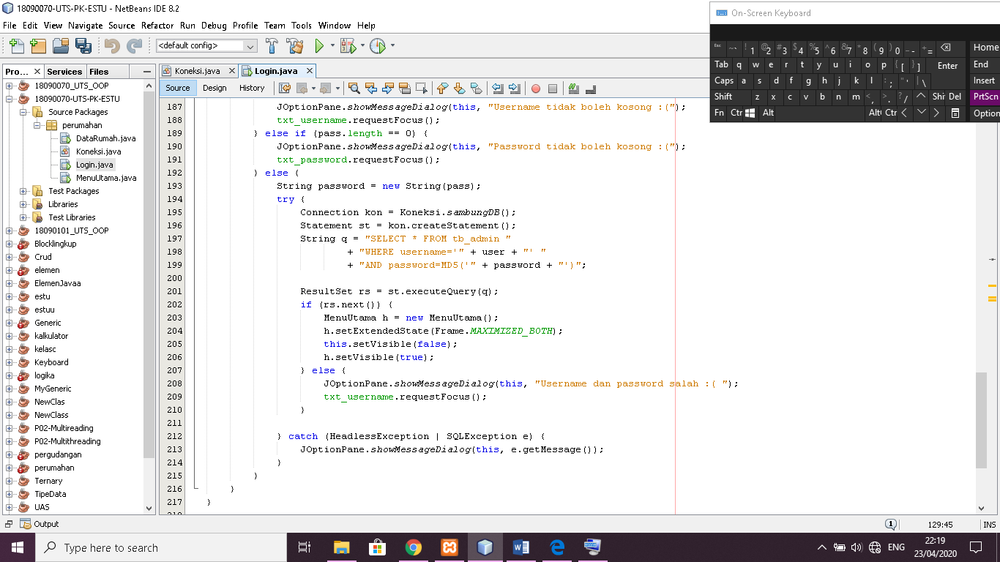 18090070-UTS-PK-ESTU - NetBeans IDE 8.2
File Edit View Navigate Source Refactor Run Debug Profile Team Tools Window Help
<default config>
On-Screen Keyboard
Esc ~` ! 1 @ 2 # 3 $ 4 % 5 ^ 6 & 7 * 8 ( 9 ) 0 _ - + = Home
Tab q w e r t y u i o p { [ } ] Enter End
Caps a s d f g h j k l : ; " ' | \ Insert
Shift z x c v b n m < , > . ? / Shi Del PrtScn
Fn Ctr Alt Alt Ctr Option
Pro... Services Files
18090070_UTS_OOP
18090070-UTS-PK-ESTU
Source Packages
perumahan
DataRumah.java
Koneksi.java
Login.java
MenuUtama.java
Test Packages
Libraries
Test Libraries
18090101_UTS_OOP
Blocklingkup
Crud
elemen
ElemenJavaa
estu
estuu
Generic
kalkulator
kelasc
Keyboard
logika
MyGeneric
NewClas
NewClass
P02-Multireading
P02-Multithreading
pergudangan
perumahan
Ternary
TipeData
UAS
Koneksi.java Login.java
Source Design History
187 JOptionPane.showMessageDialog(this, "Username tidak boleh kosong :(");
188 txt_username.requestFocus();
189 } else if (pass.length == 0) {
190 JOptionPane.showMessageDialog(this, "Password tidak boleh kosong :(");
191 txt_password.requestFocus();
192 } else {
193 String password = new String(pass);
194 try {
195 Connection kon = Koneksi.sambungDB();
196 Statement st = kon.createStatement();
197 String q = "SELECT * FROM tb_admin "
198 + "WHERE username='" + user + "' "
199 + "AND password=MD5('" + password + "')";
200
201 ResultSet rs = st.executeQuery(q);
202 if (rs.next()) {
203 MenuUtama h = new MenuUtama();
204 h.setExtendedState(Frame.MAXIMIZED_BOTH);
205 this.setVisible(false);
206 h.setVisible(true);
207 } else {
208 JOptionPane.showMessageDialog(this, "Username dan password salah :( ");
209 txt_username.requestFocus();
210 }
211
212 } catch (HeadlessException | SQLException e) {
213 JOptionPane.showMessageDialog(this, e.getMessage());
214 }
215 }
216 }
217 }
Output
1 129:45 INS
Type here to search
ENG
22:19
23/04/2020